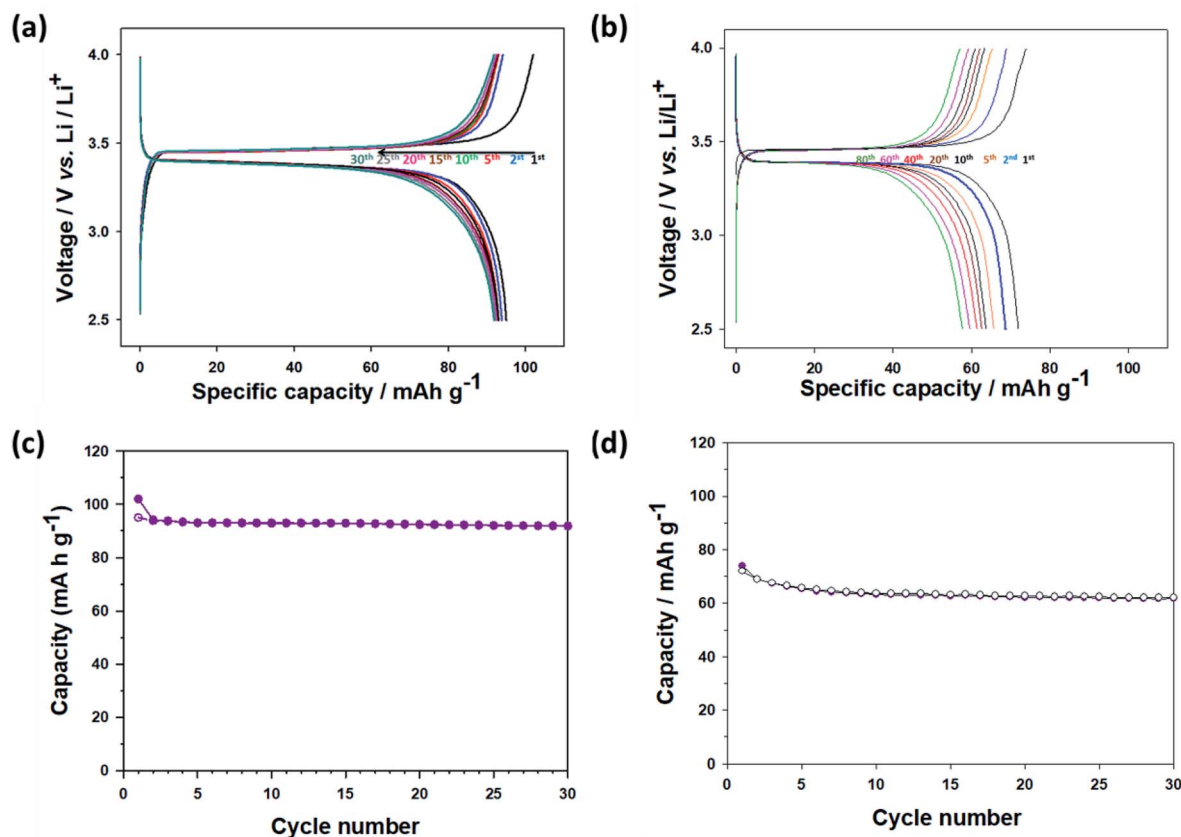 (a)
Voltage / V vs. Li / Li⁺
4.0
3.5
3.0
2.5
30ᵗʰ 25ᵗʰ 20ᵗʰ 15ᵗʰ 10ᵗʰ 5ᵗʰ 2ˢᵗ 1ˢᵗ
0 20 40 60 80 100
Specific capacity / mAh g⁻¹
(b)
Voltage / V vs. Li/Li⁺
4.0
3.5
3.0
2.5
80ᵗʰ 60ᵗʰ 40ᵗʰ 20ᵗʰ 10ᵗʰ 5ᵗʰ 2ⁿᵈ 1ˢᵗ
0 20 40 60 80 100
Specific capacity / mAh g⁻¹
(c)
Capacity (mA h g⁻¹)
120
100
80
60
40
20
0
0 5 10 15 20 25 30
Cycle number
(d)
Capacity / mAh g⁻¹
120
100
80
60
40
20
0
0 5 10 15 20 25 30
Cycle number